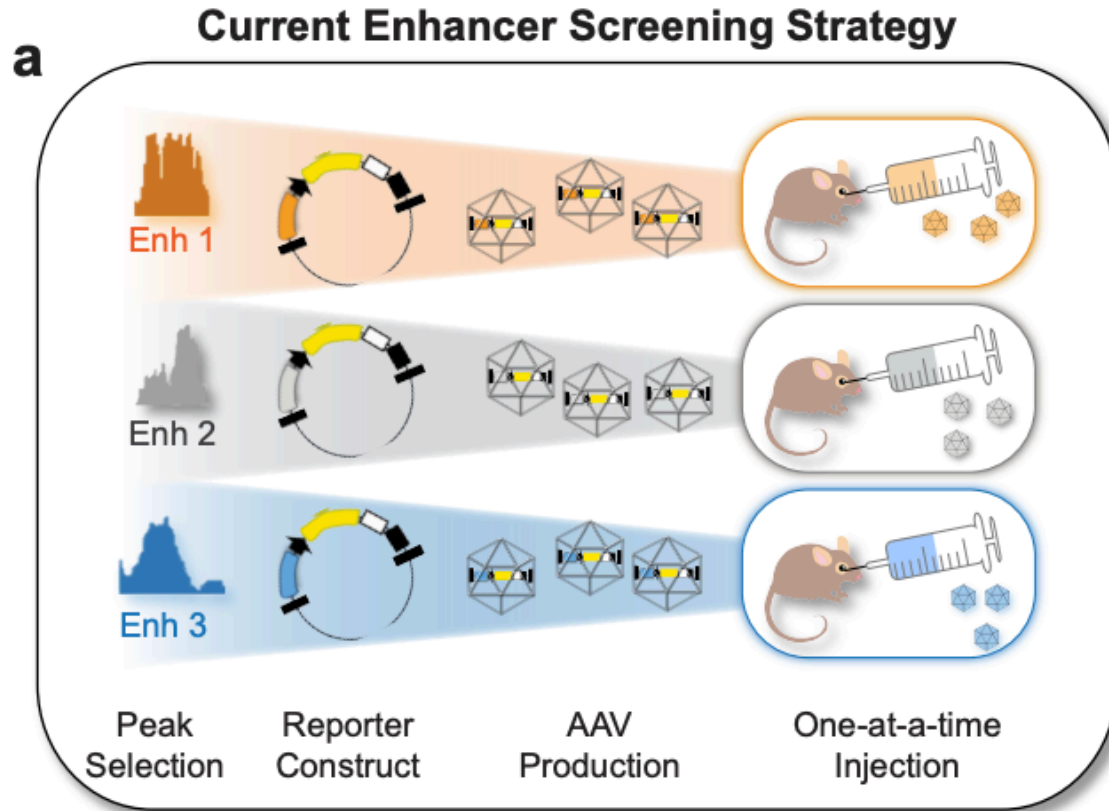 Current Enhancer Screening Strategy
a
Enh 1
Enh 2
Enh 3
Peak
Selection
Reporter
Construct
AAV
Production
One-at-a-time
Injection